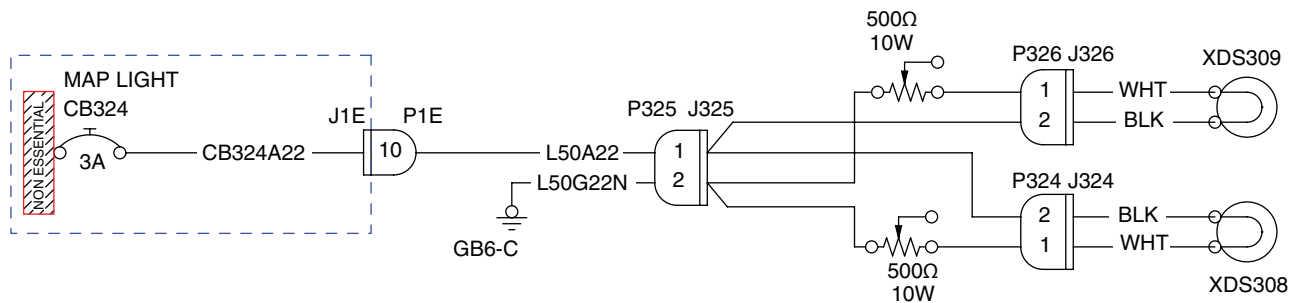 MAP LIGHT
CB324
NON ESSENTIAL
3A
CB324A22
J1E P1E
10
L50A22
L50G22N
GB6-C
P325 J325
1
2
500Ω
10W
P326 J326
1
2
WHT
BLK
XDS309
500Ω
10W
P324 J324
2
1
BLK
WHT
XDS308